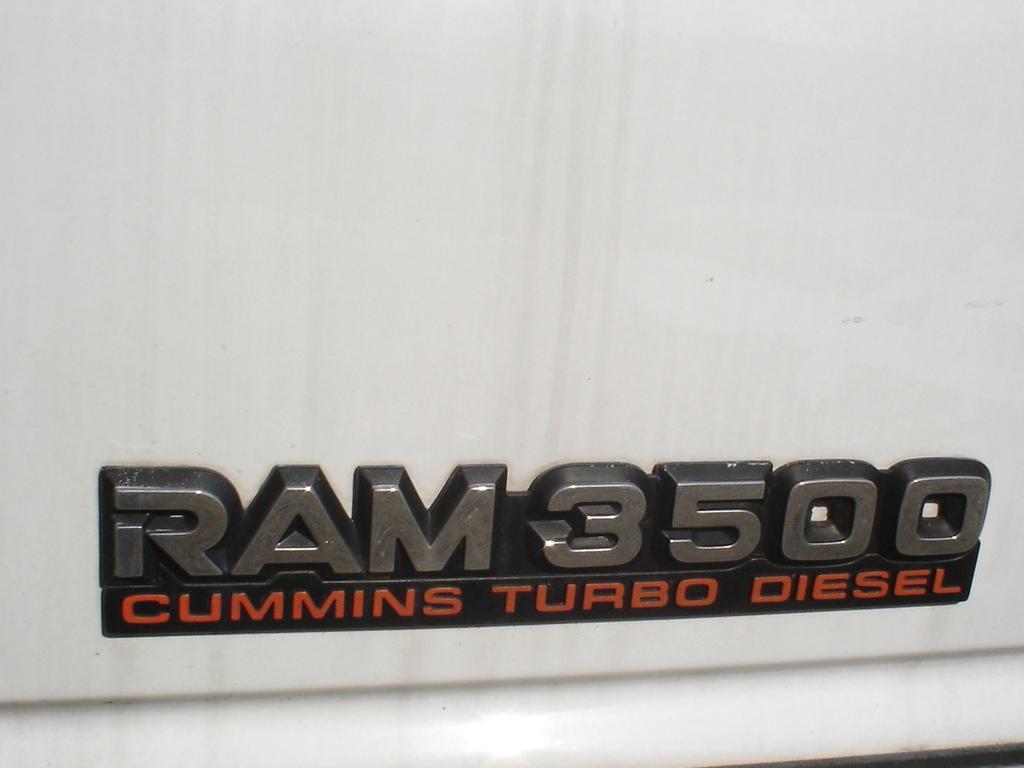 RAM 3500
CUMMINS TURBO DIESEL